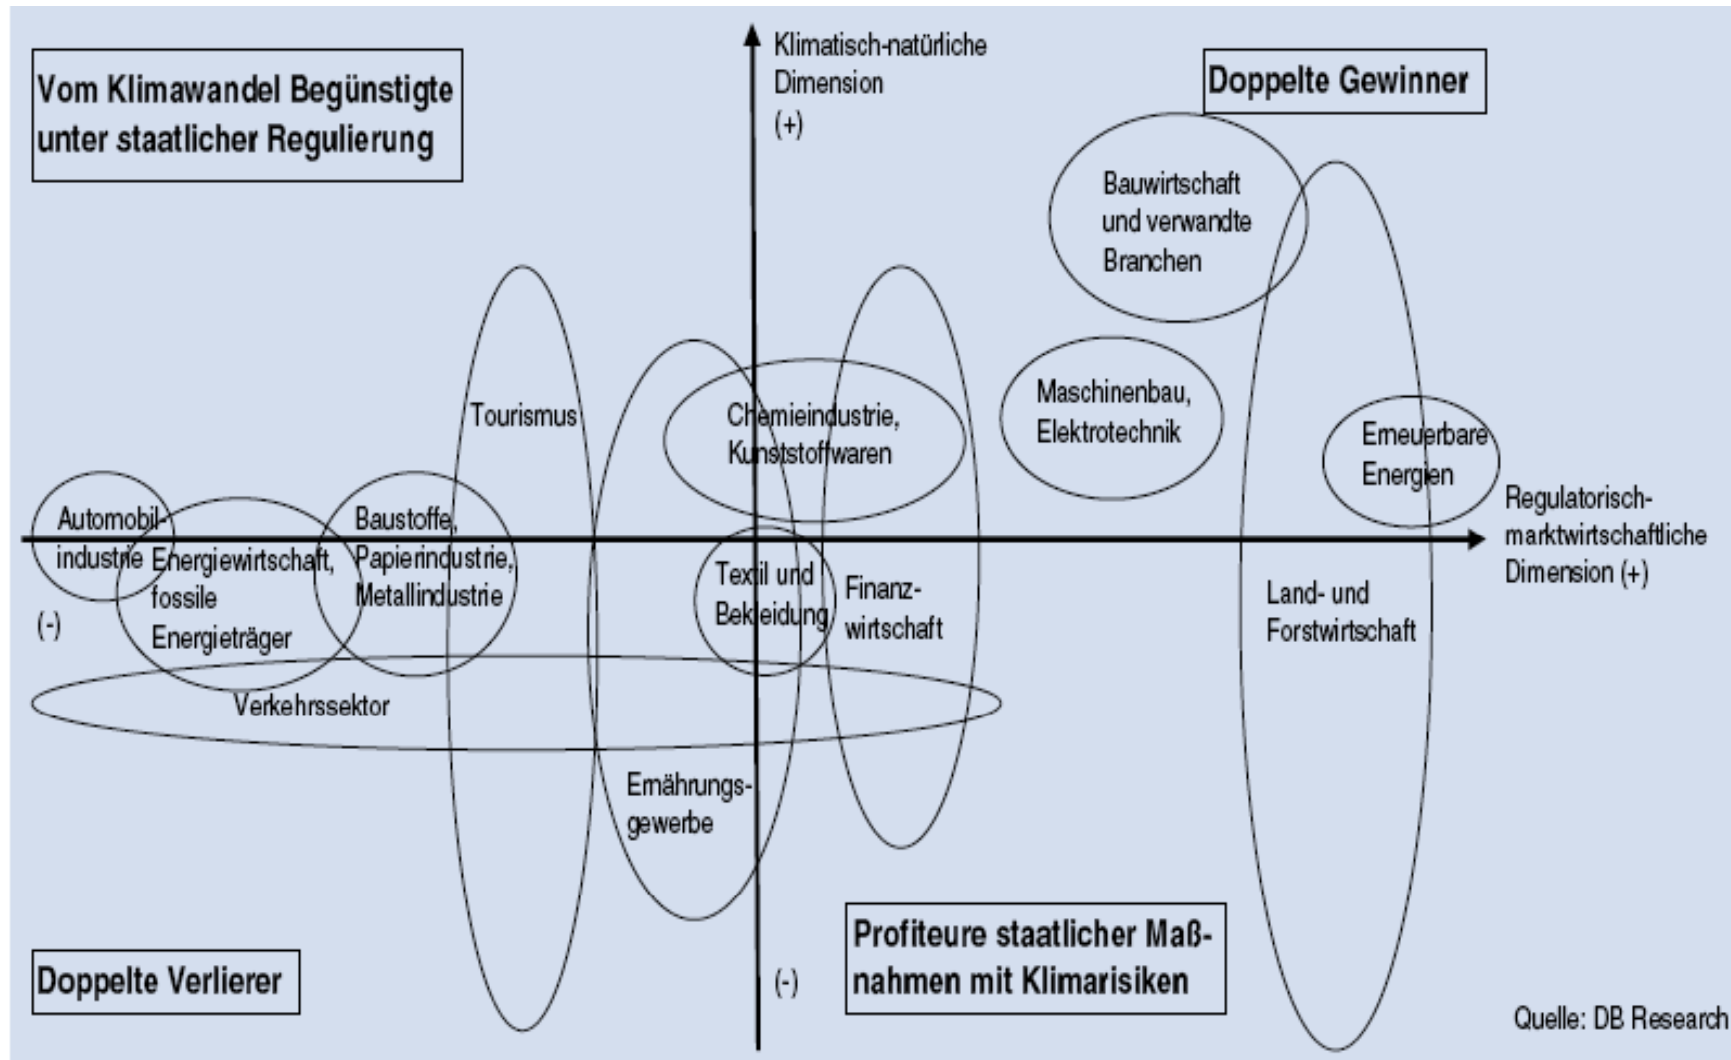 Vom Klimawandel Begünstigte
unter staatlicher Regulierung
Klimatisch-natürliche
Dimension
(+)
Doppelte Gewinner
Bauwirtschaft
und verwandte
Branchen
Tourismus
Chemieindustrie,
Kunststoffwaren
Maschinenbau,
Elektrotechnik
Erneuerbare
Energien
Automobil-
industrie
Energiewirtschaft,
fossile
Energieträger
Baustoffe,
Papierindustrie,
Metallindustrie
Textil und
Bekleidung
Finanz-
wirtschaft
Land- und
Forstwirtschaft
Regulatorisch-
marktwirtschaftliche
Dimension (+)
(-)
Verkehrssektor
Ernährungs-
gewerbe
Doppelte Verlierer
(-)
Profiteure staatlicher Maß-
nahmen mit Klimarisiken
Quelle: DB Research